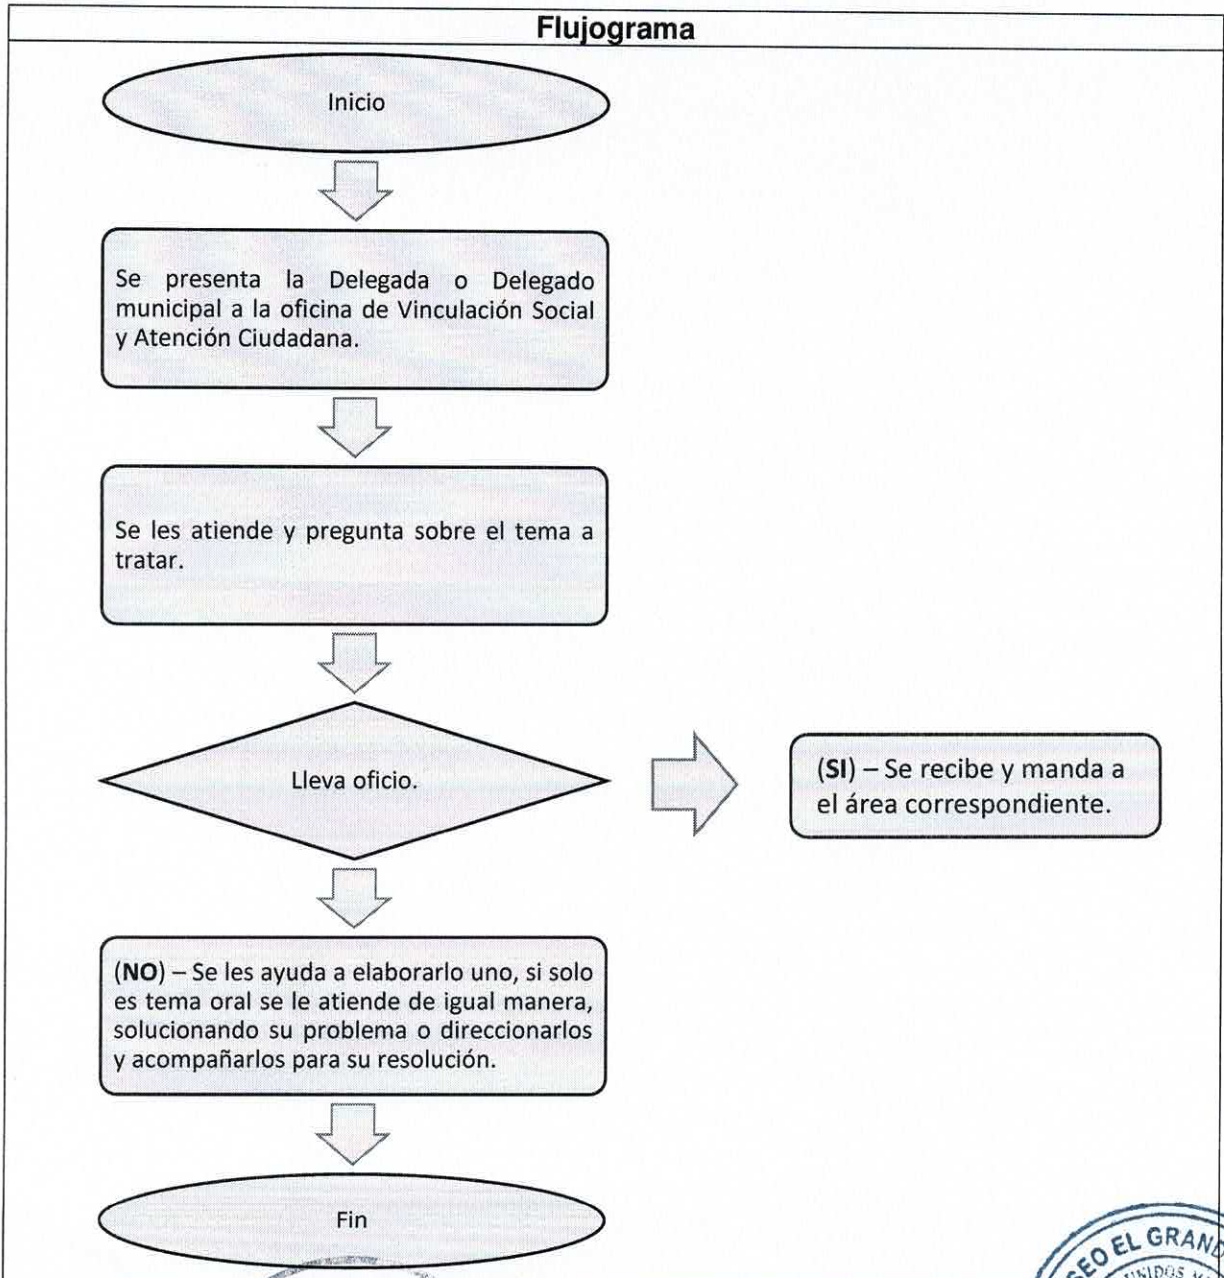 Flujograma
Inicio
Se presenta la Delegada o Delegado
municipal a la oficina de Vinculación Social
y Atención Ciudadana.
Se les atiende y pregunta sobre el tema a
tratar.
Lleva oficio.
(SI) – Se recibe y manda a
el área correspondiente.
(NO) – Se les ayuda a elaborarlo uno, si solo
es tema oral se le atiende de igual manera,
solucionando su problema o direccionarlos
y acompañarlos para su resolución.
Fin
EL GRAN